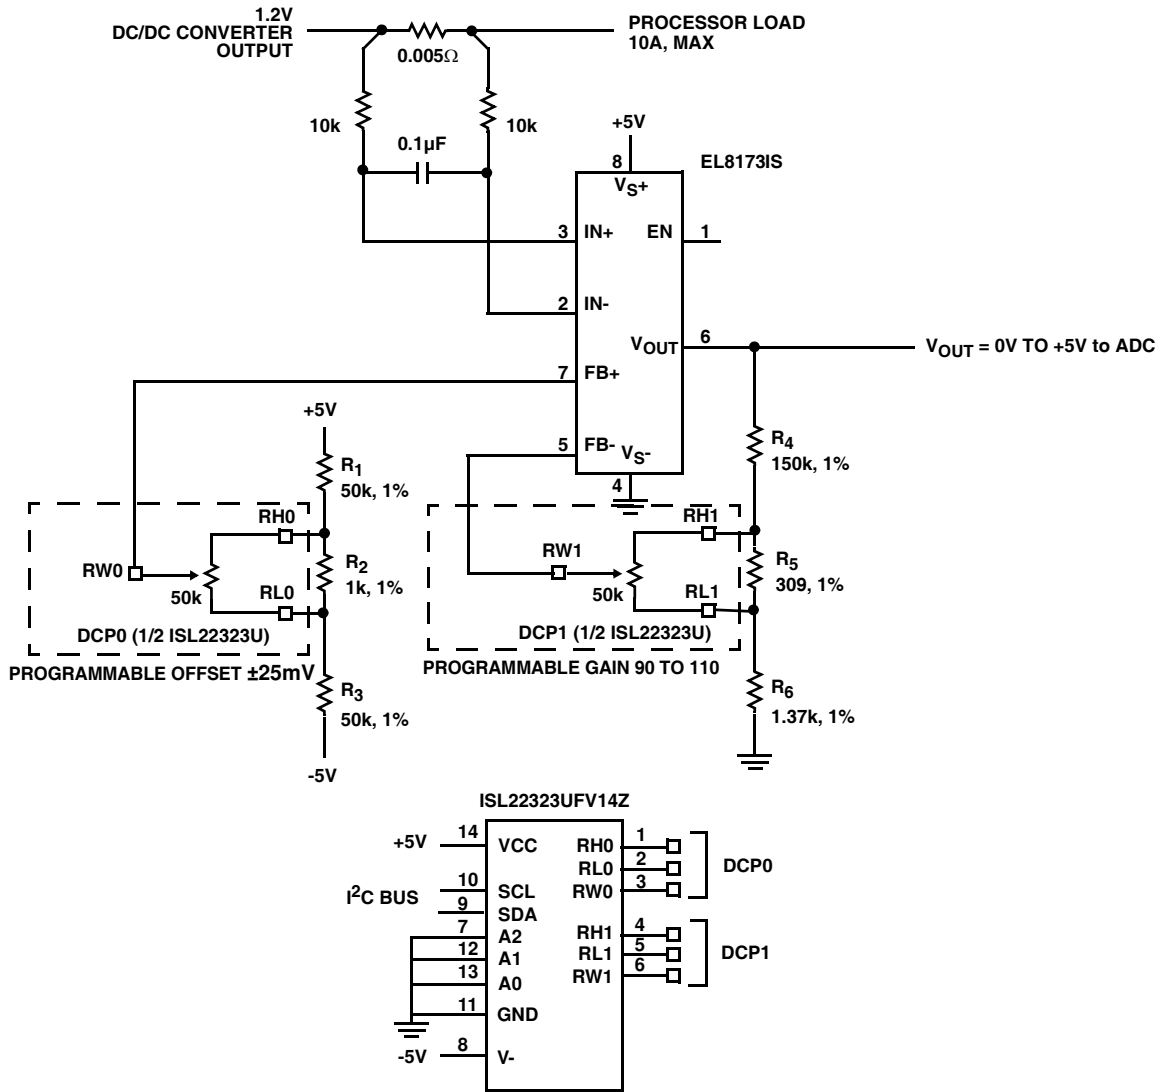 1.2V
DC/DC CONVERTER
OUTPUT
PROCESSOR LOAD
10A, MAX
0.005Ω
10k
10k
0.1µF
+5V
8
VS+
EL8173IS
3
IN+
EN
1
2
IN-
VOUT
6
VOUT = 0V TO +5V to ADC
7
FB+
+5V
5
FB-
VS-
4
R4
150k, 1%
R1
50k, 1%
RH0
RW0
50k
RL0
R2
1k, 1%
DCP0 (1/2 ISL22323U)
PROGRAMMABLE OFFSET ±25mV
R3
50k, 1%
-5V
RH1
RW1
50k
RL1
R5
309, 1%
DCP1 (1/2 ISL22323U)
PROGRAMMABLE GAIN 90 TO 110
R6
1.37k, 1%
ISL22323UFV14Z
+5V
14
VCC
I2C BUS
10
SCL
9
SDA
7
A2
12
A1
13
A0
11
GND
-5V
8
V-
RH0
1
RL0
2
RW0
3
DCP0
RH1
4
RL1
5
RW1
6
DCP1